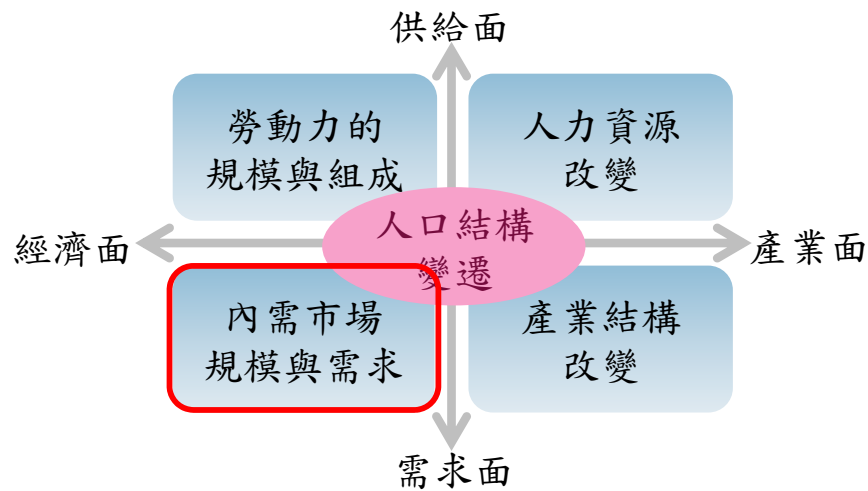 供給面
勞動力的
規模與組成
人力資源
改變
人口結構
變遷
經濟面
產業面
內需市場
規模與需求
產業結構
改變
需求面